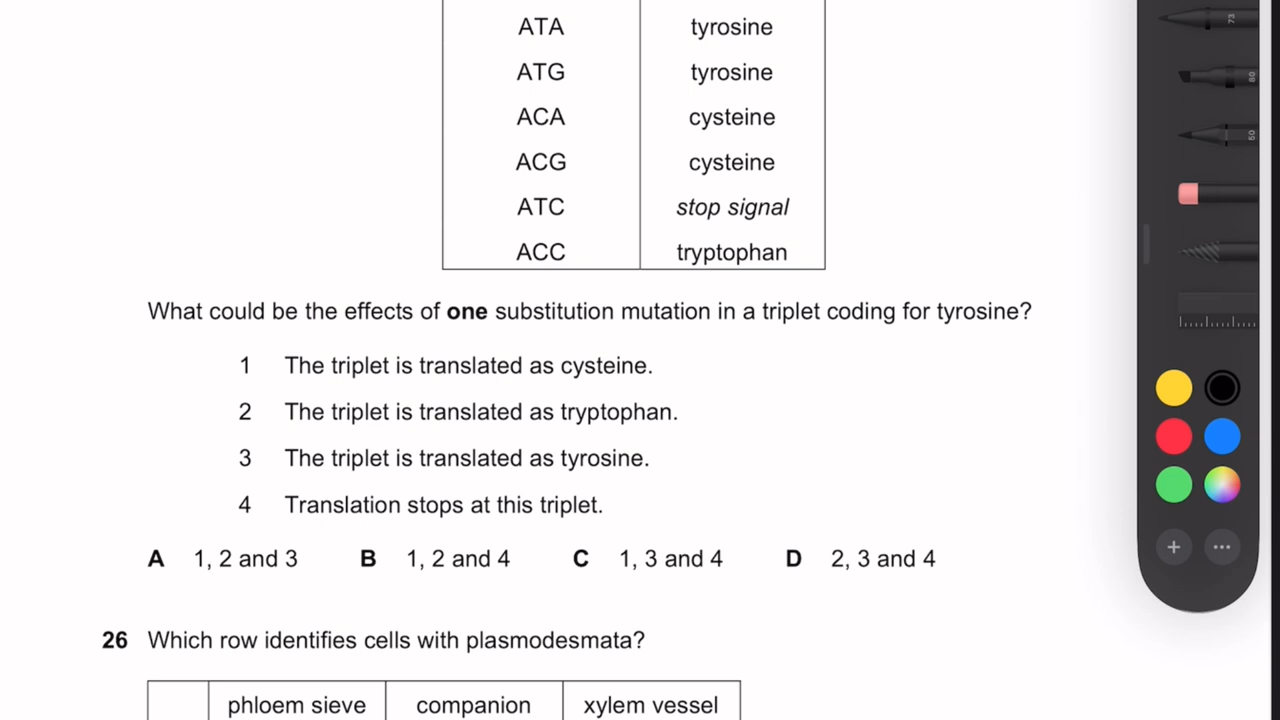 ATA tyrosine
ATG tyrosine
ACA cysteine
ACG cysteine
ATC stop signal
ACC tryptophan
What could be the effects of one substitution mutation in a triplet coding for tyrosine?
1 The triplet is translated as cysteine.
2 The triplet is translated as tryptophan.
3 The triplet is translated as tyrosine.
4 Translation stops at this triplet.
A 1, 2 and 3 B 1, 2 and 4 C 1, 3 and 4 D 2, 3 and 4
26 Which row identifies cells with plasmodesmata?
phloem sieve companion xylem vessel
73
80
50